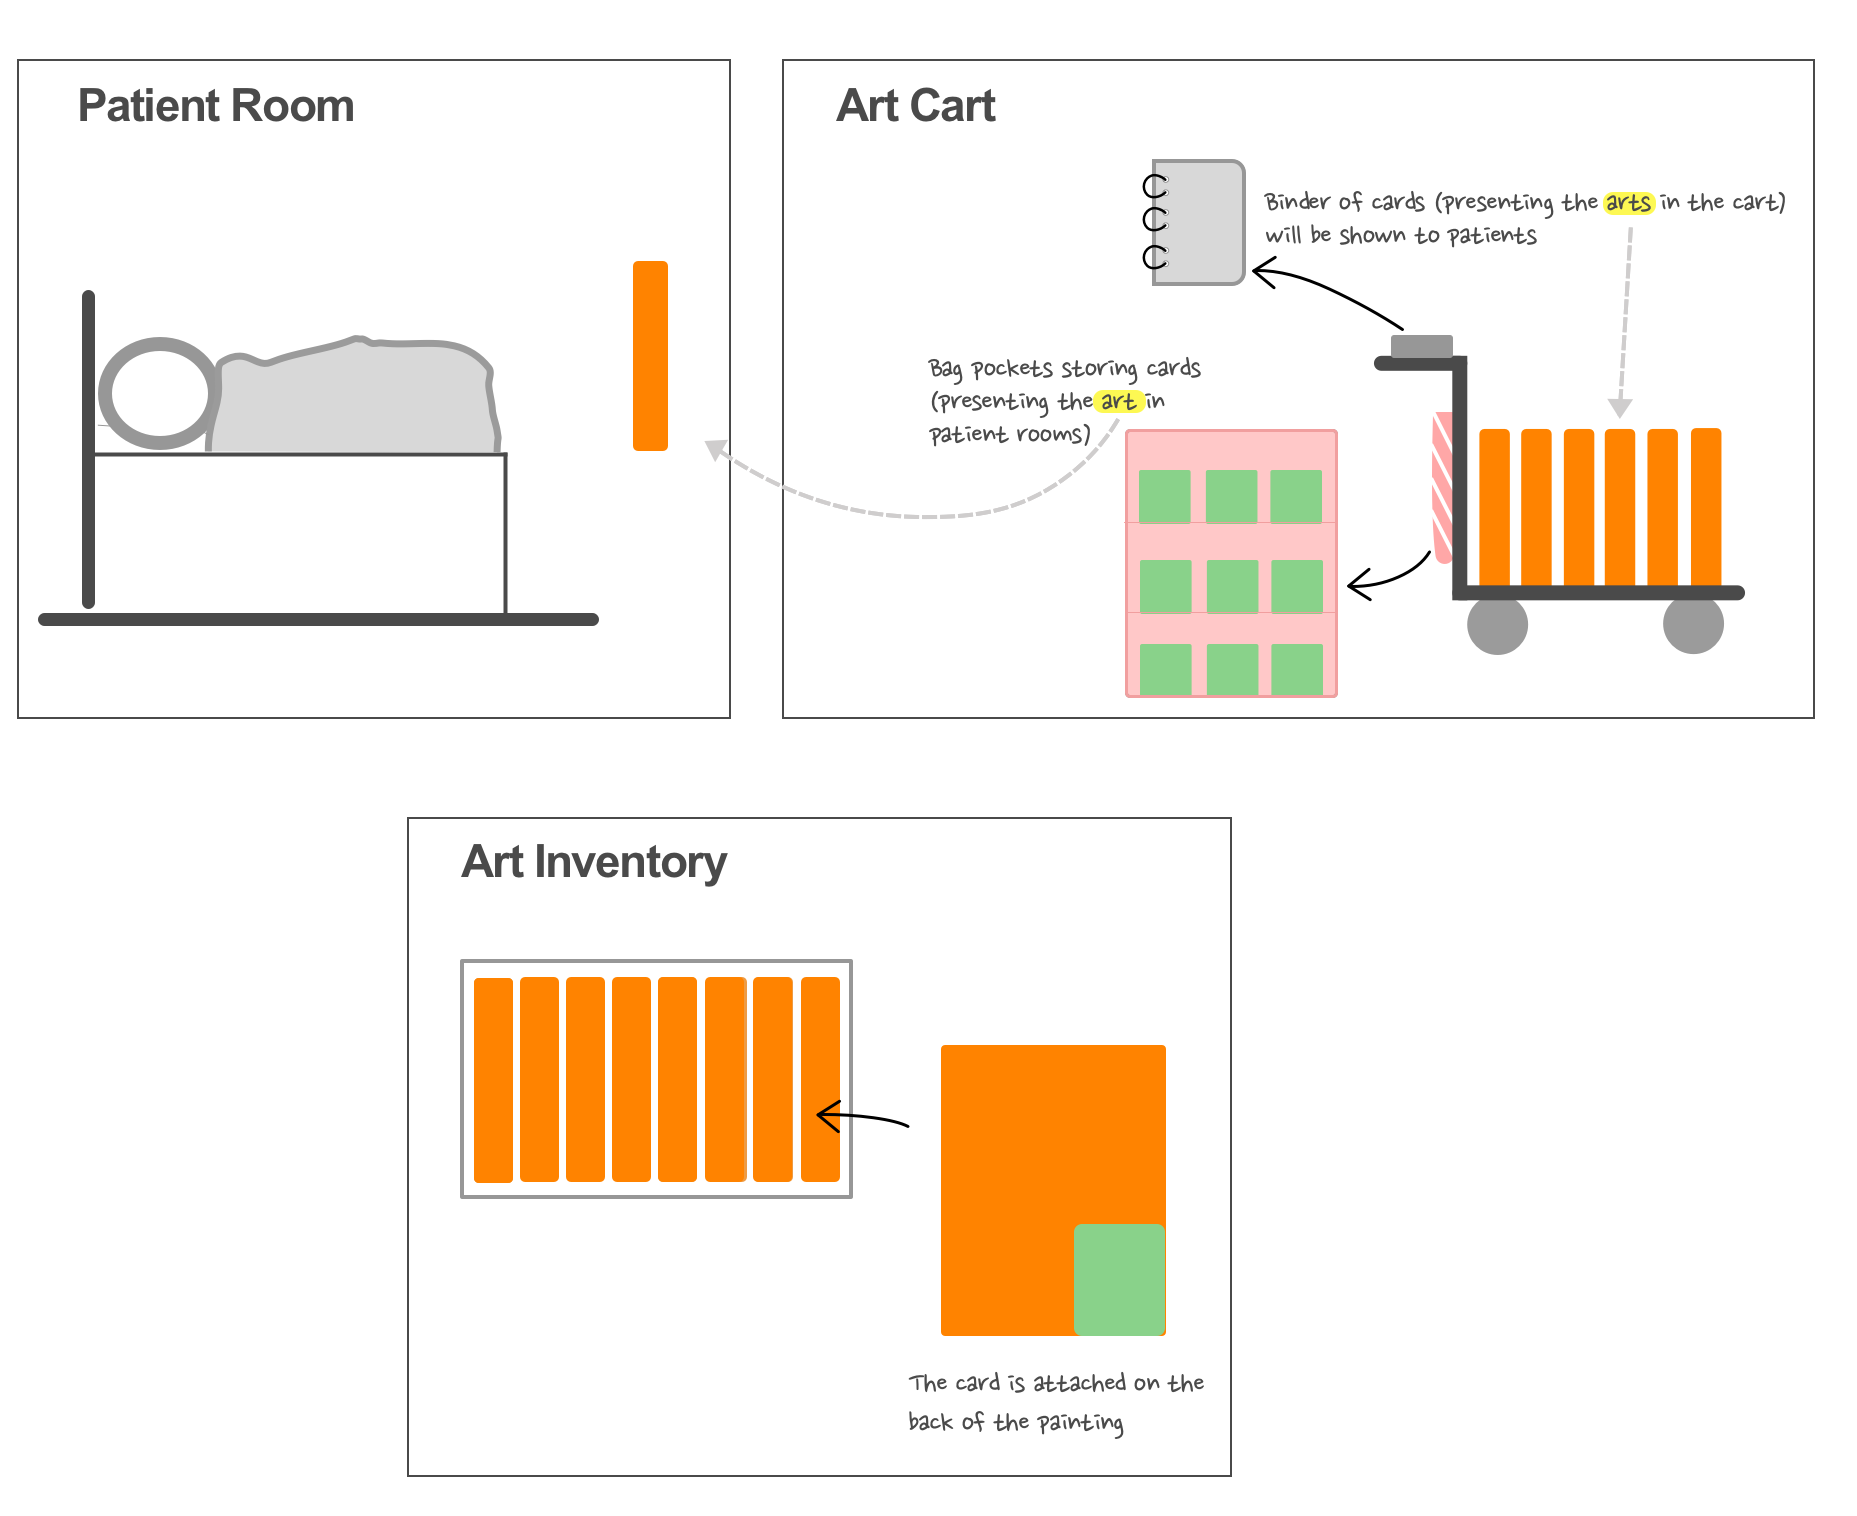 Patient Room
Art Cart
Binder of cards (presenting the arts in the cart)
will be shown to patients
Bag pockets storing cards
(presenting the art in
patient rooms)
Art Inventory
The card is attached on the
back of the painting